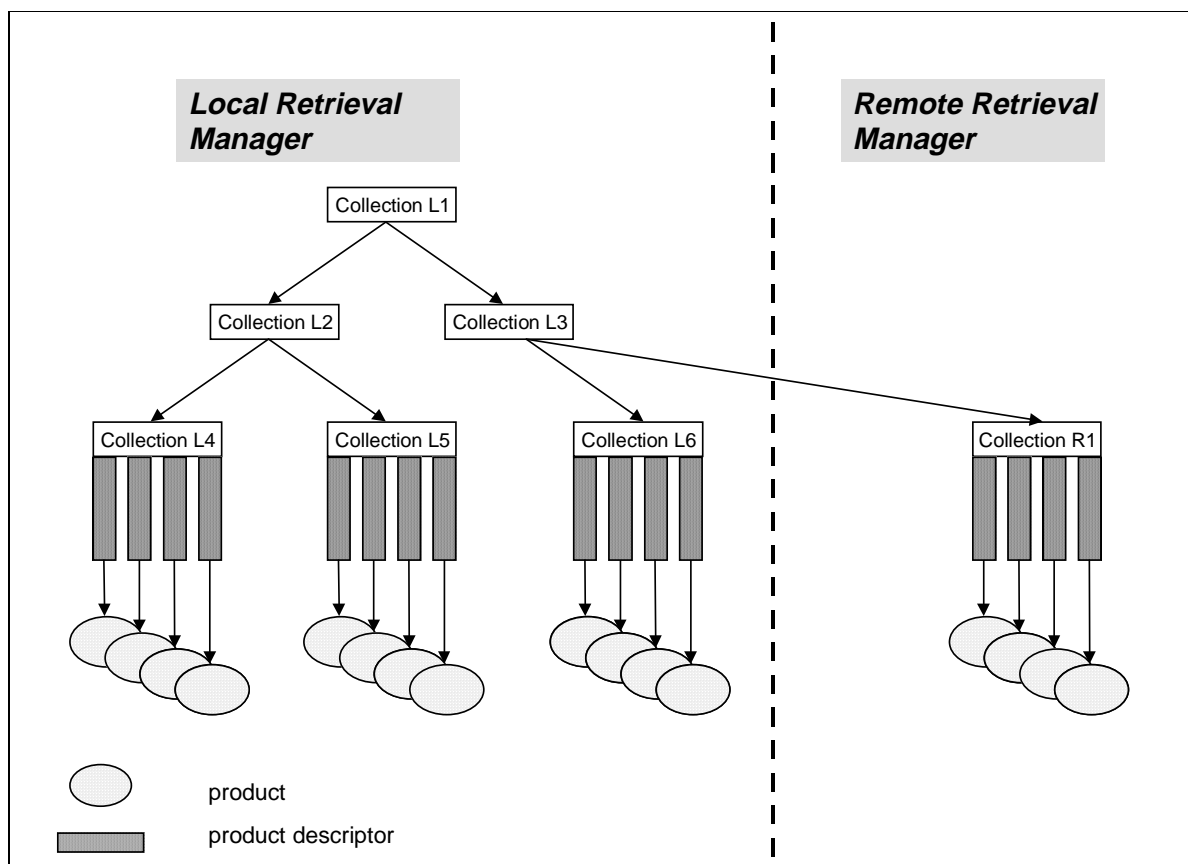 Local Retrieval
Manager
Remote Retrieval
Manager
Collection L1
Collection L2
Collection L3
Collection L4
Collection L5
Collection L6
Collection R1
product
product descriptor